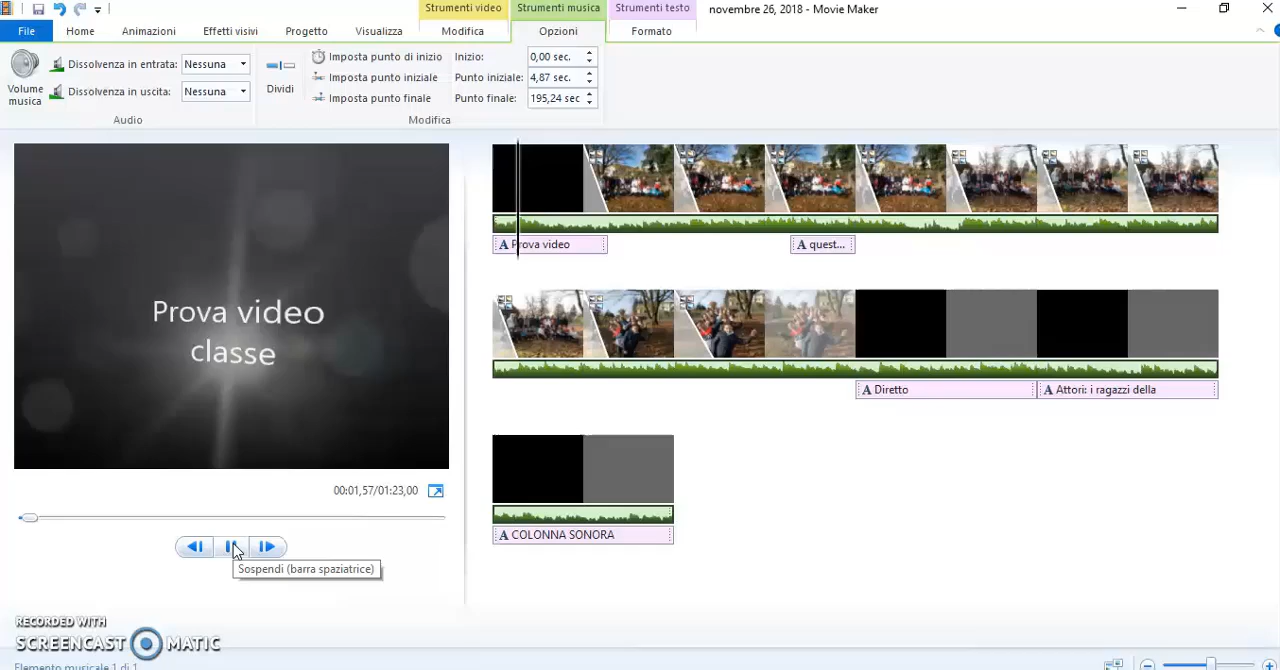 Strumenti video Strumenti musica Strumenti testo novembre 26, 2018 - Movie Maker
File Home Animazioni Effetti visivi Progetto Visualizza Modifica Opzioni Formato
Volume musica
Dissolvenza in entrata: Nessuna
Dissolvenza in uscita: Nessuna
Audio
Dividi
Imposta punto di inizio Inizio: 0,00 sec.
Imposta punto iniziale Punto iniziale: 4,87 sec.
Imposta punto finale Punto finale: 195,24 sec
Modifica
Prova video
classe
00:01,57/01:23,00
Sospendi (barra spaziatrice)
A Prova video
A quest...
A Diretto
A Attori: i ragazzi della
A COLONNA SONORA
RECORDED WITH
SCREENCAST MATIC
Elemento musicale 1 di 1